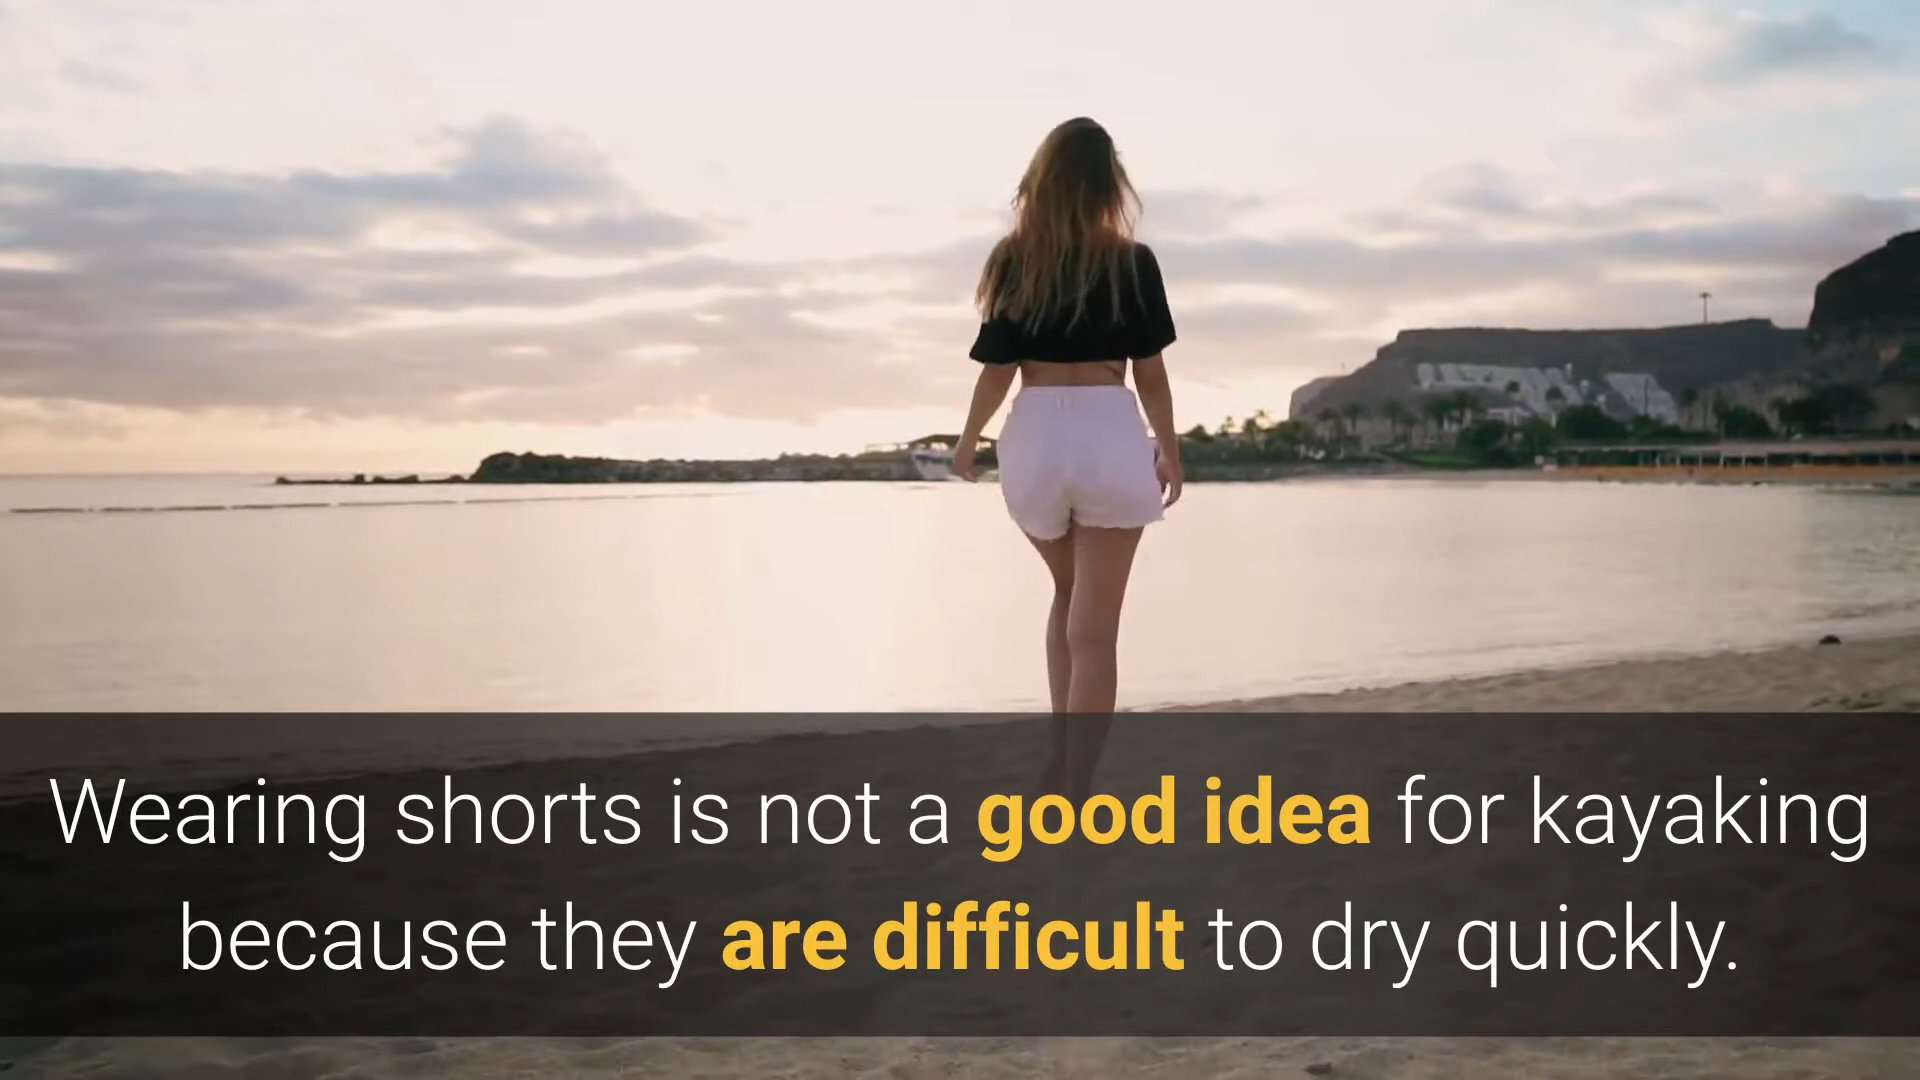 Wearing shorts is not a good idea for kayaking
because they are difficult to dry quickly.